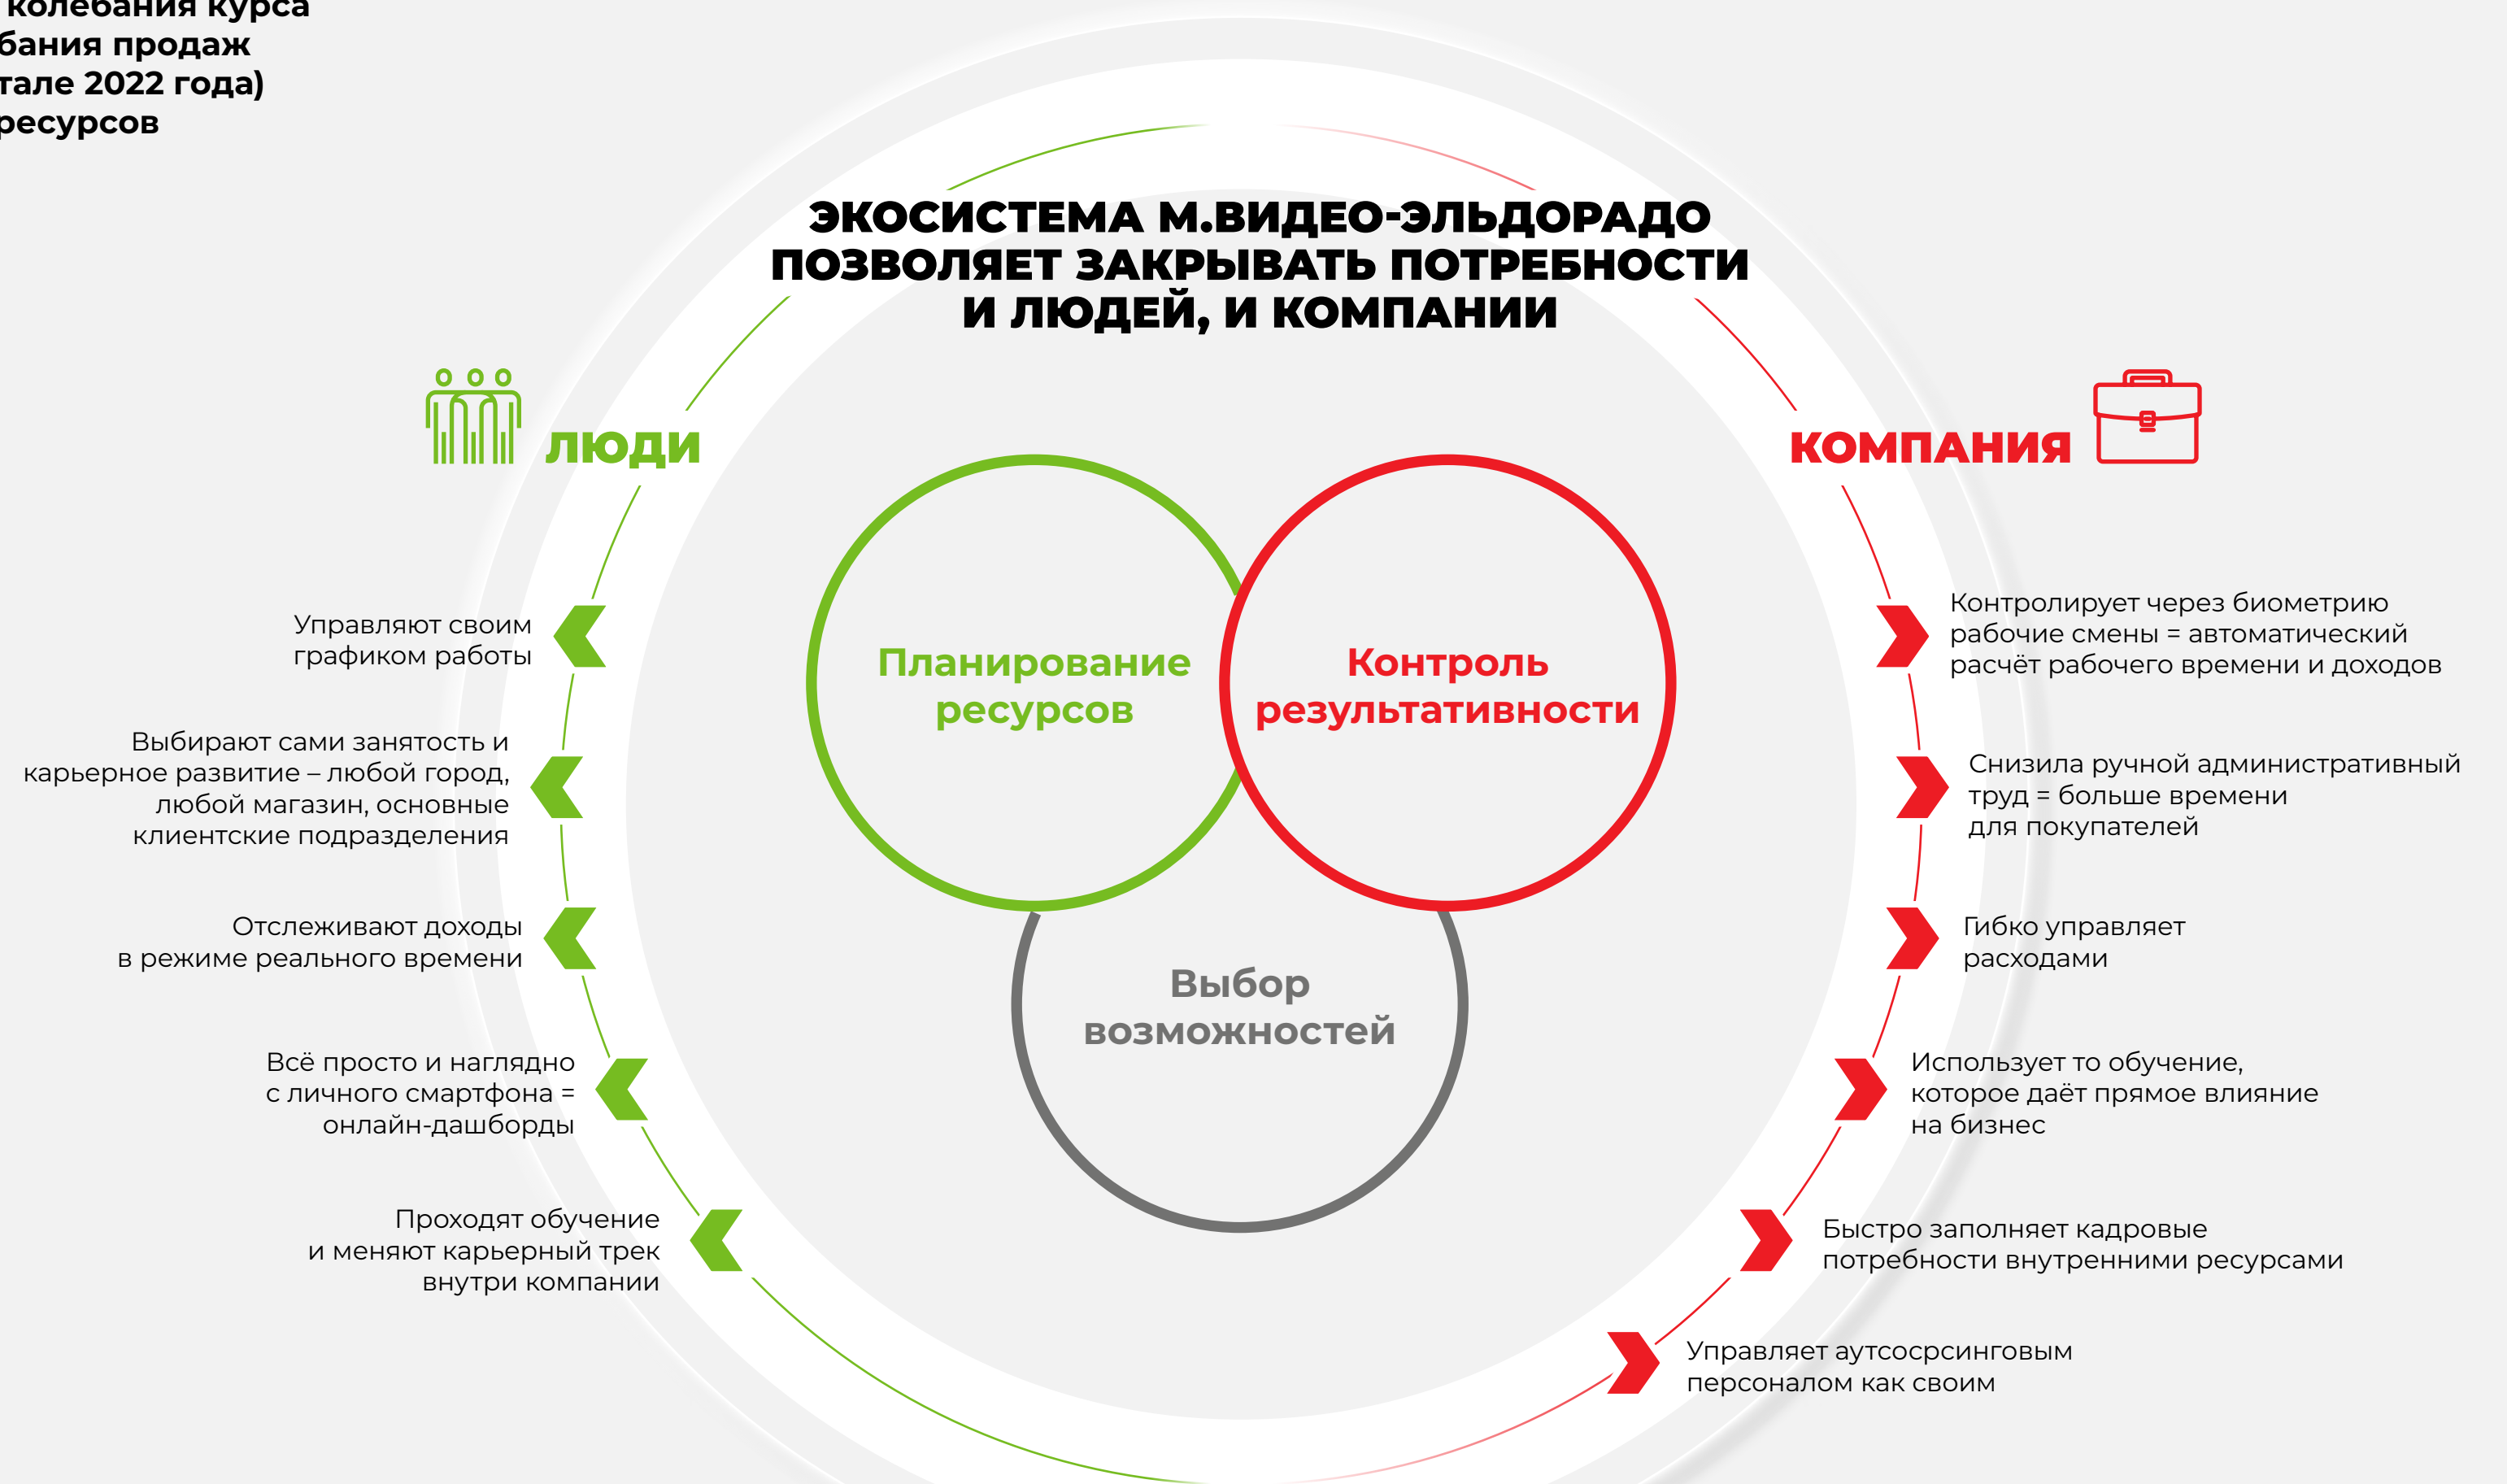 колебания курса
бания продаж
тале 2022 года)
ресурсов
ЭКОСИСТЕМА М.ВИДЕО-ЭЛЬДОРАДО
ПОЗВОЛЯЕТ ЗАКРЫВАТЬ ПОТРЕБНОСТИ
И ЛЮДЕЙ, И КОМПАНИИ
ЛЮДИ
Управляют своим
графиком работы
Выбирают сами занятость и
карьерное развитие – любой город,
любой магазин, основные
клиентские подразделения
Отслеживают доходы
в режиме реального времени
Всё просто и наглядно
с личного смартфона =
онлайн-дашборды
Проходят обучение
и меняют карьерный трек
внутри компании
Планирование
ресурсов
Контроль
результативности
Выбор
возможностей
КОМПАНИЯ
Контролирует через биометрию
рабочие смены = автоматический
расчёт рабочего времени и доходов
Снизила ручной административный
труд = больше времени
для покупателей
Гибко управляет
расходами
Использует то обучение,
которое даёт прямое влияние
на бизнес
Быстро заполняет кадровые
потребности внутренними ресурсами
Управляет аутсосрсинговым
персоналом как своим